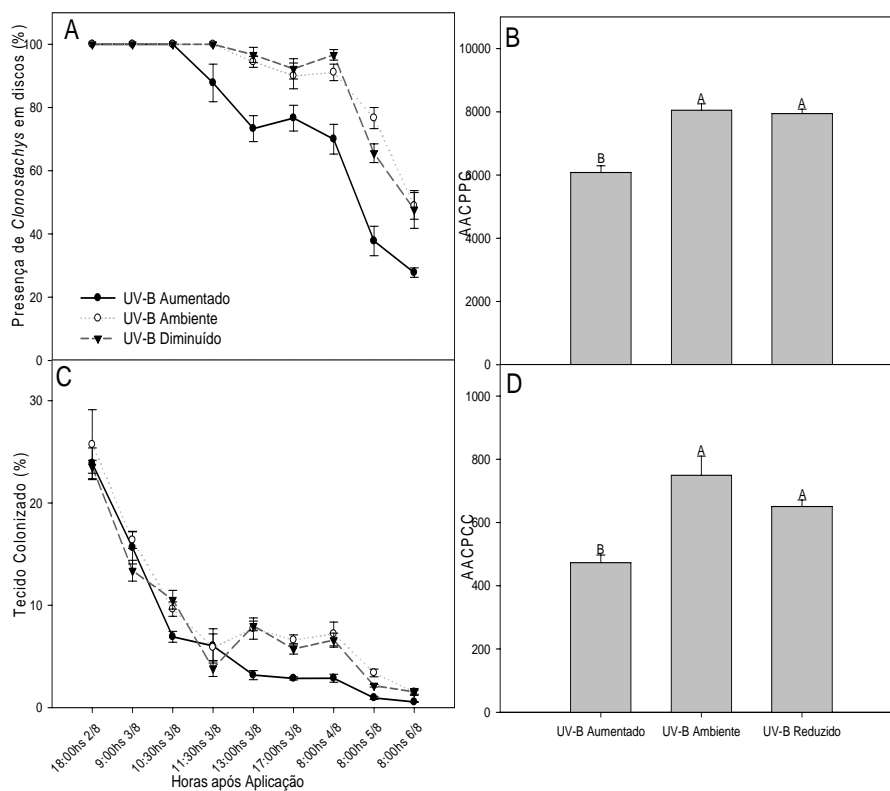 A
Presença de Clonostachys em discos (%)
100
80
60
40
20
0
UV-B Aumentado
UV-B Ambiente
UV-B Diminuído
B
AACPPC
10000
8000
6000
4000
2000
0
B
A
A
C
Tecido Colonizado (%)
30
20
10
0
18:00hs 2/8
9:00hs 3/8
10:30hs 3/8
11:30hs 3/8
13:00hs 3/8
17:00hs 3/8
8:00hs 4/8
8:00hs 5/8
8:00hs 6/8
Horas após Aplicação
D
AACPCC
1000
800
600
400
200
0
B
A
A
UV-B Aumentado
UV-B Ambiente
UV-B Reduzido